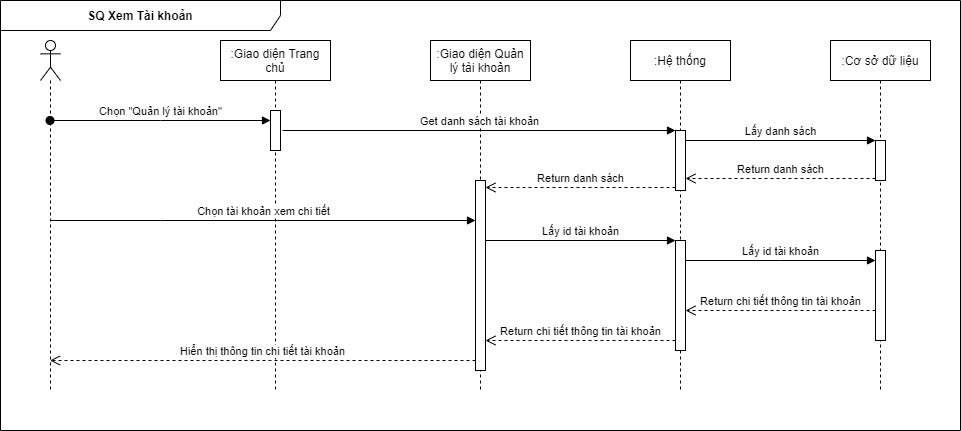 SQ Xem Tài khoản
:Giao diện Trang
chủ
:Giao diện Quản
lý tài khoản
:Hệ thống
:Cơ sở dữ liệu
Chọn "Quản lý tài khoản"
Get danh sách tài khoản
Lấy danh sách
Return danh sách
Return danh sách
Chọn tài khoản xem chi tiết
Lấy id tài khoản
Lấy id tài khoản
Return chi tiết thông tin tài khoản
Return chi tiết thông tin tài khoản
Hiển thị thông tin chi tiết tài khoản